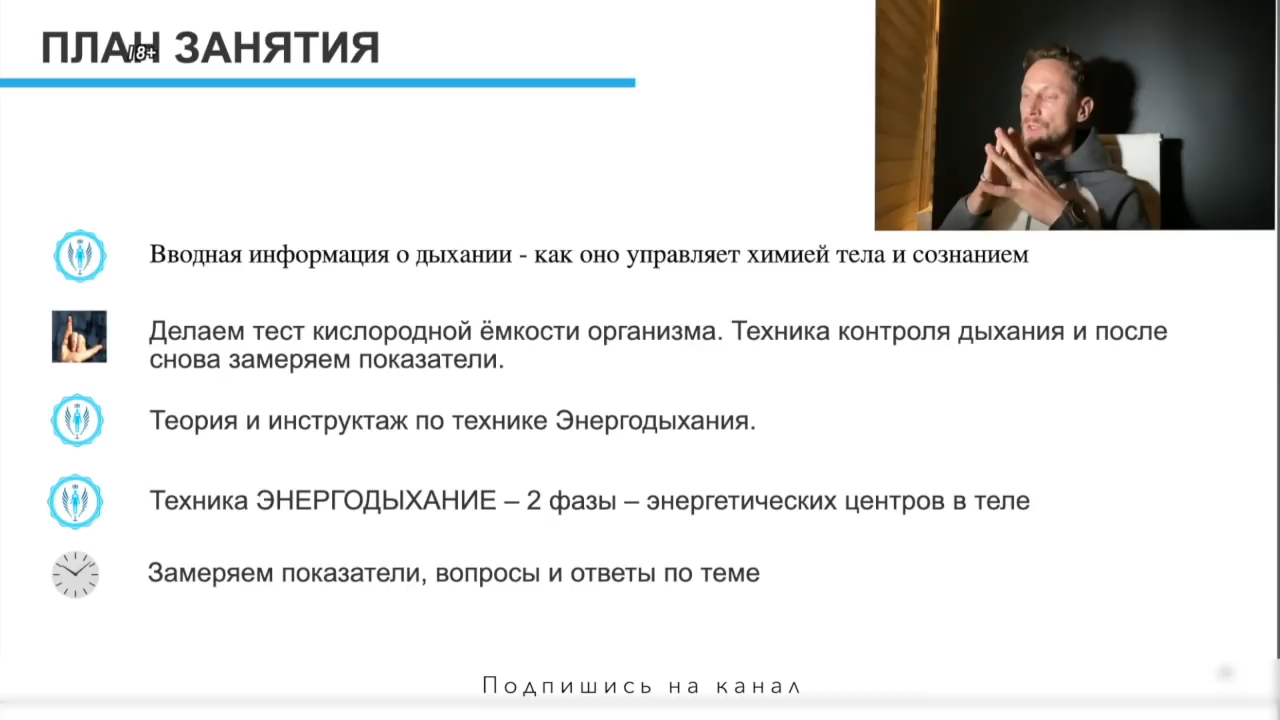 ПЛАН ЗАНЯТИЯ
18+
Вводная информация о дыхании - как оно управляет химией тела и сознанием
Делаем тест кислородной ёмкости организма. Техника контроля дыхания и после
снова замеряем показатели.
Теория и инструктаж по технике Энергодыхания.
Техника ЭНЕРГОДЫХАНИЕ – 2 фазы – энергетических центров в теле
Замеряем показатели, вопросы и ответы по теме
Подпишись на канал